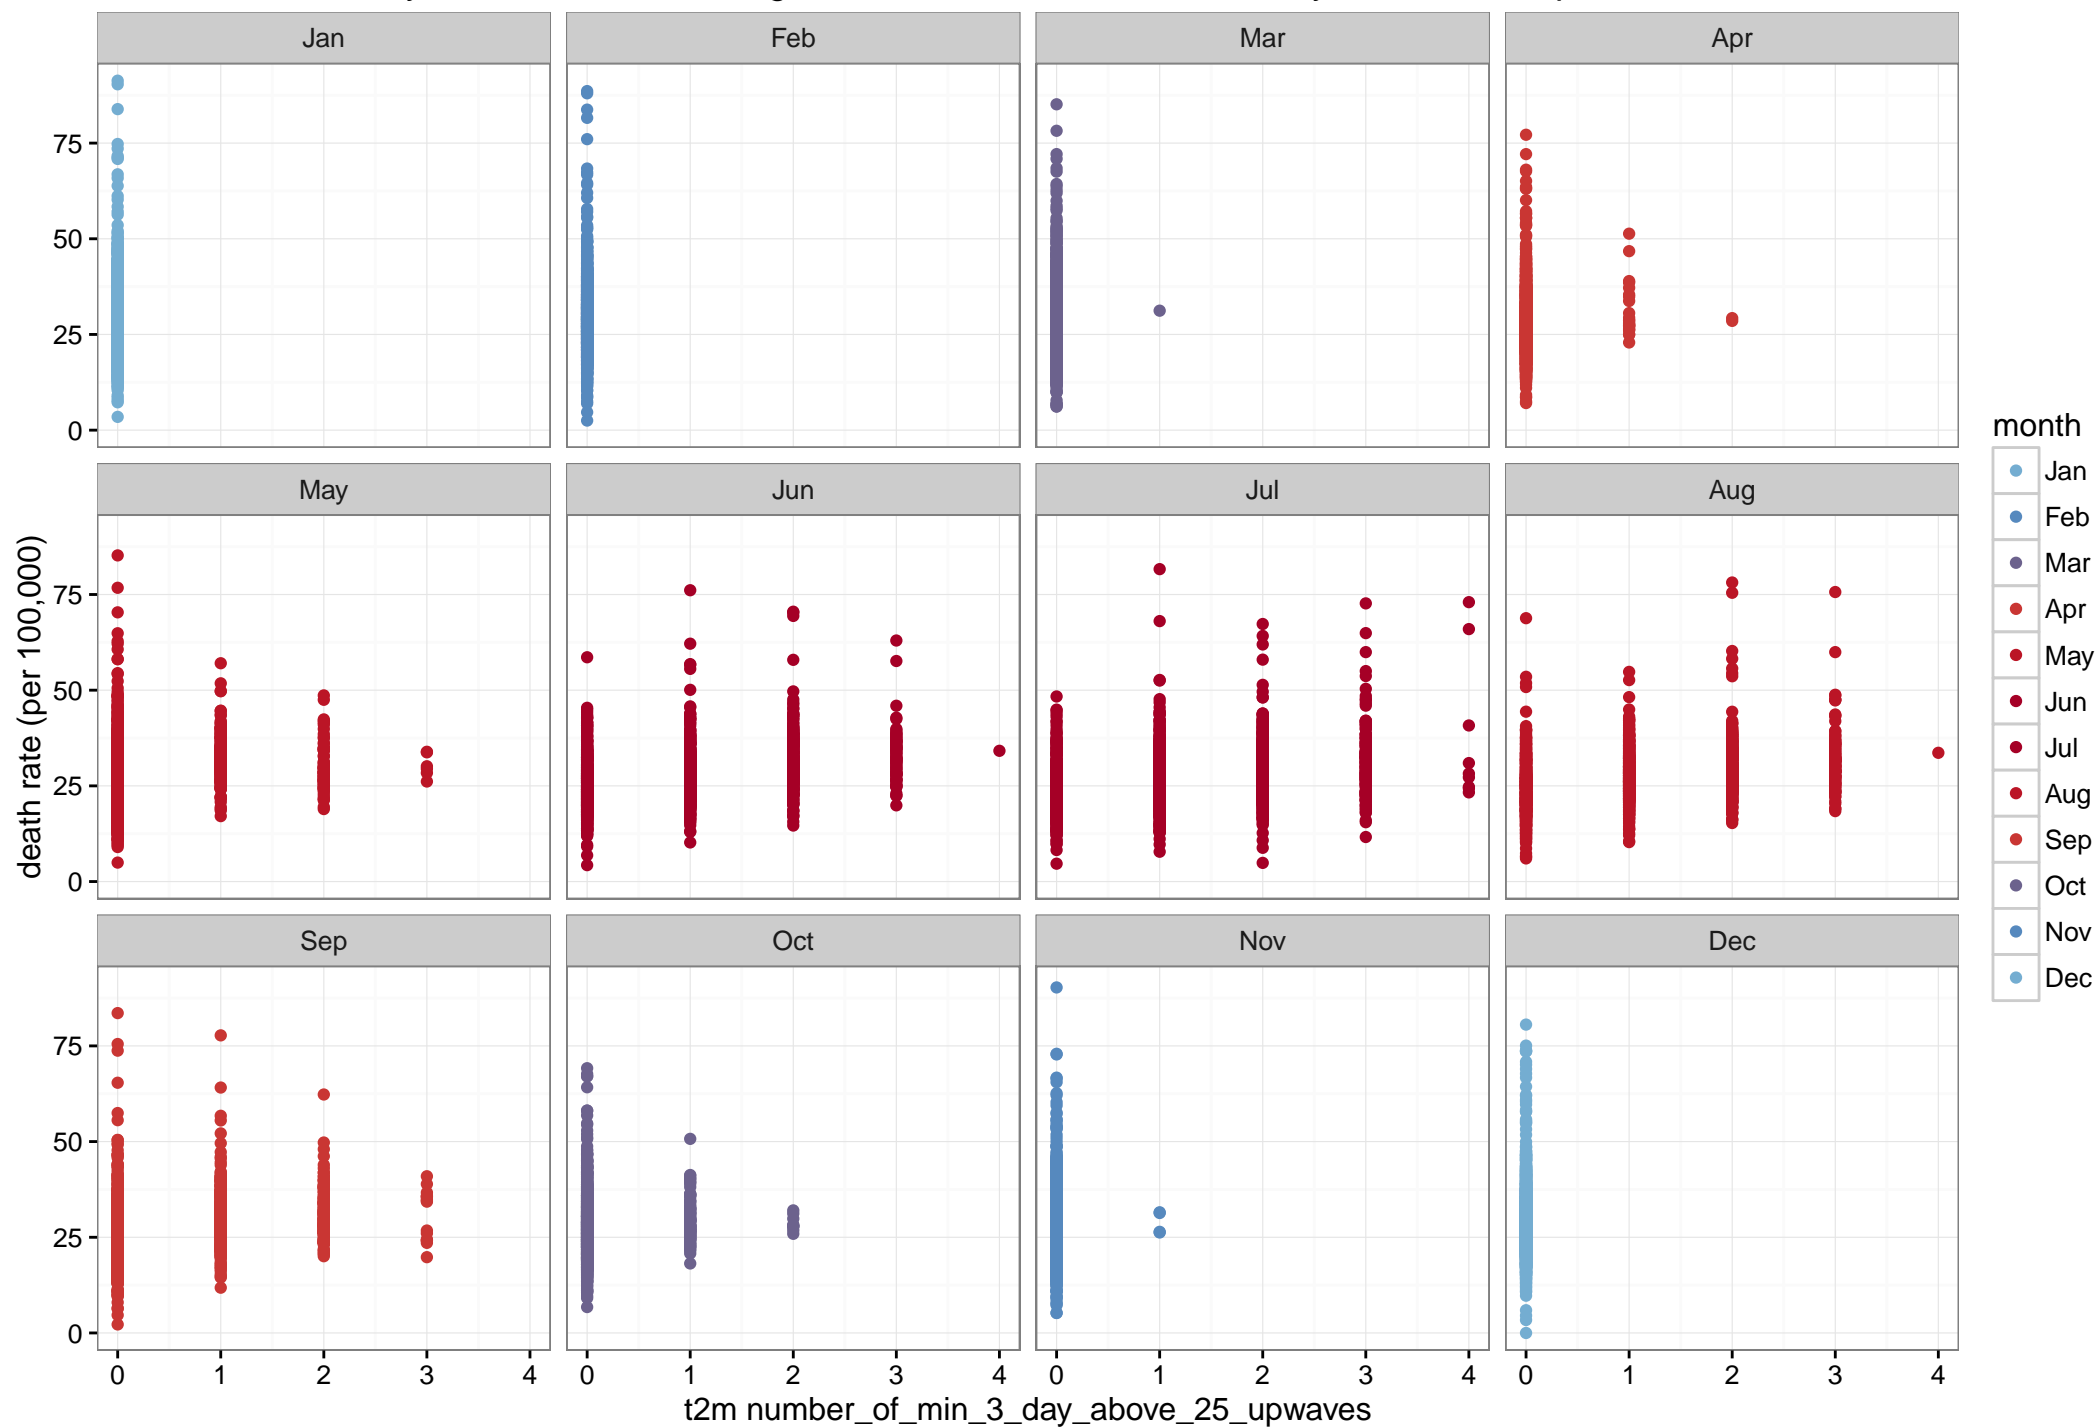 Jan Feb Mar Apr
75
50
25
0
May Jun Jul Aug
75
50
25
0
Sep Oct Nov Dec
75
50
25
0
0 1 2 3 4 0 1 2 3 4 0 1 2 3 4 0 1 2 3 4
t2m number_of_min_3_day_above_25_upwaves
death rate (per 100,000)
month
Jan
Feb
Mar
Apr
May
Jun
Jul
Aug
Sep
Oct
Nov
Dec